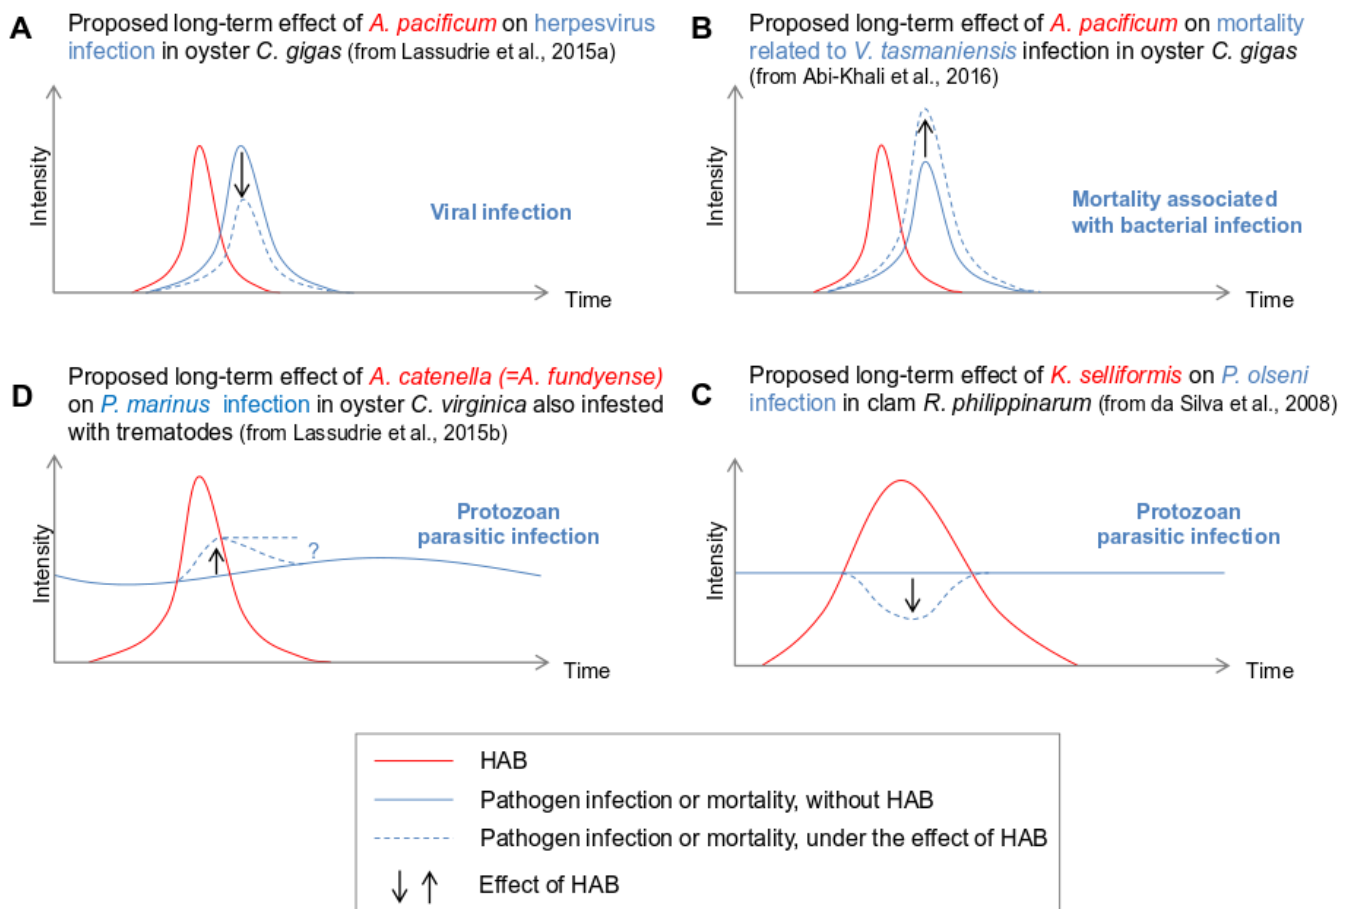 A
Proposed long-term effect of A. pacificum on herpesvirus
infection in oyster C. gigas (from Lassudrie et al., 2015a)
Intensity
Viral infection
Time
B
Proposed long-term effect of A. pacificum on mortality
related to V. tasmaniensis infection in oyster C. gigas
(from Abi-Khali et al., 2016)
Intensity
Mortality associated
with bacterial infection
Time
D
Proposed long-term effect of A. catenella (=A. fundyense)
on P. marinus infection in oyster C. virginica also infested
with trematodes (from Lassudrie et al., 2015b)
Intensity
Protozoan
parasitic infection
?
Time
C
Proposed long-term effect of K. selliformis on P. olseni
infection in clam R. philippinarum (from da Silva et al., 2008)
Intensity
Protozoan
parasitic infection
Time
HAB
Pathogen infection or mortality, without HAB
Pathogen infection or mortality, under the effect of HAB
Effect of HAB